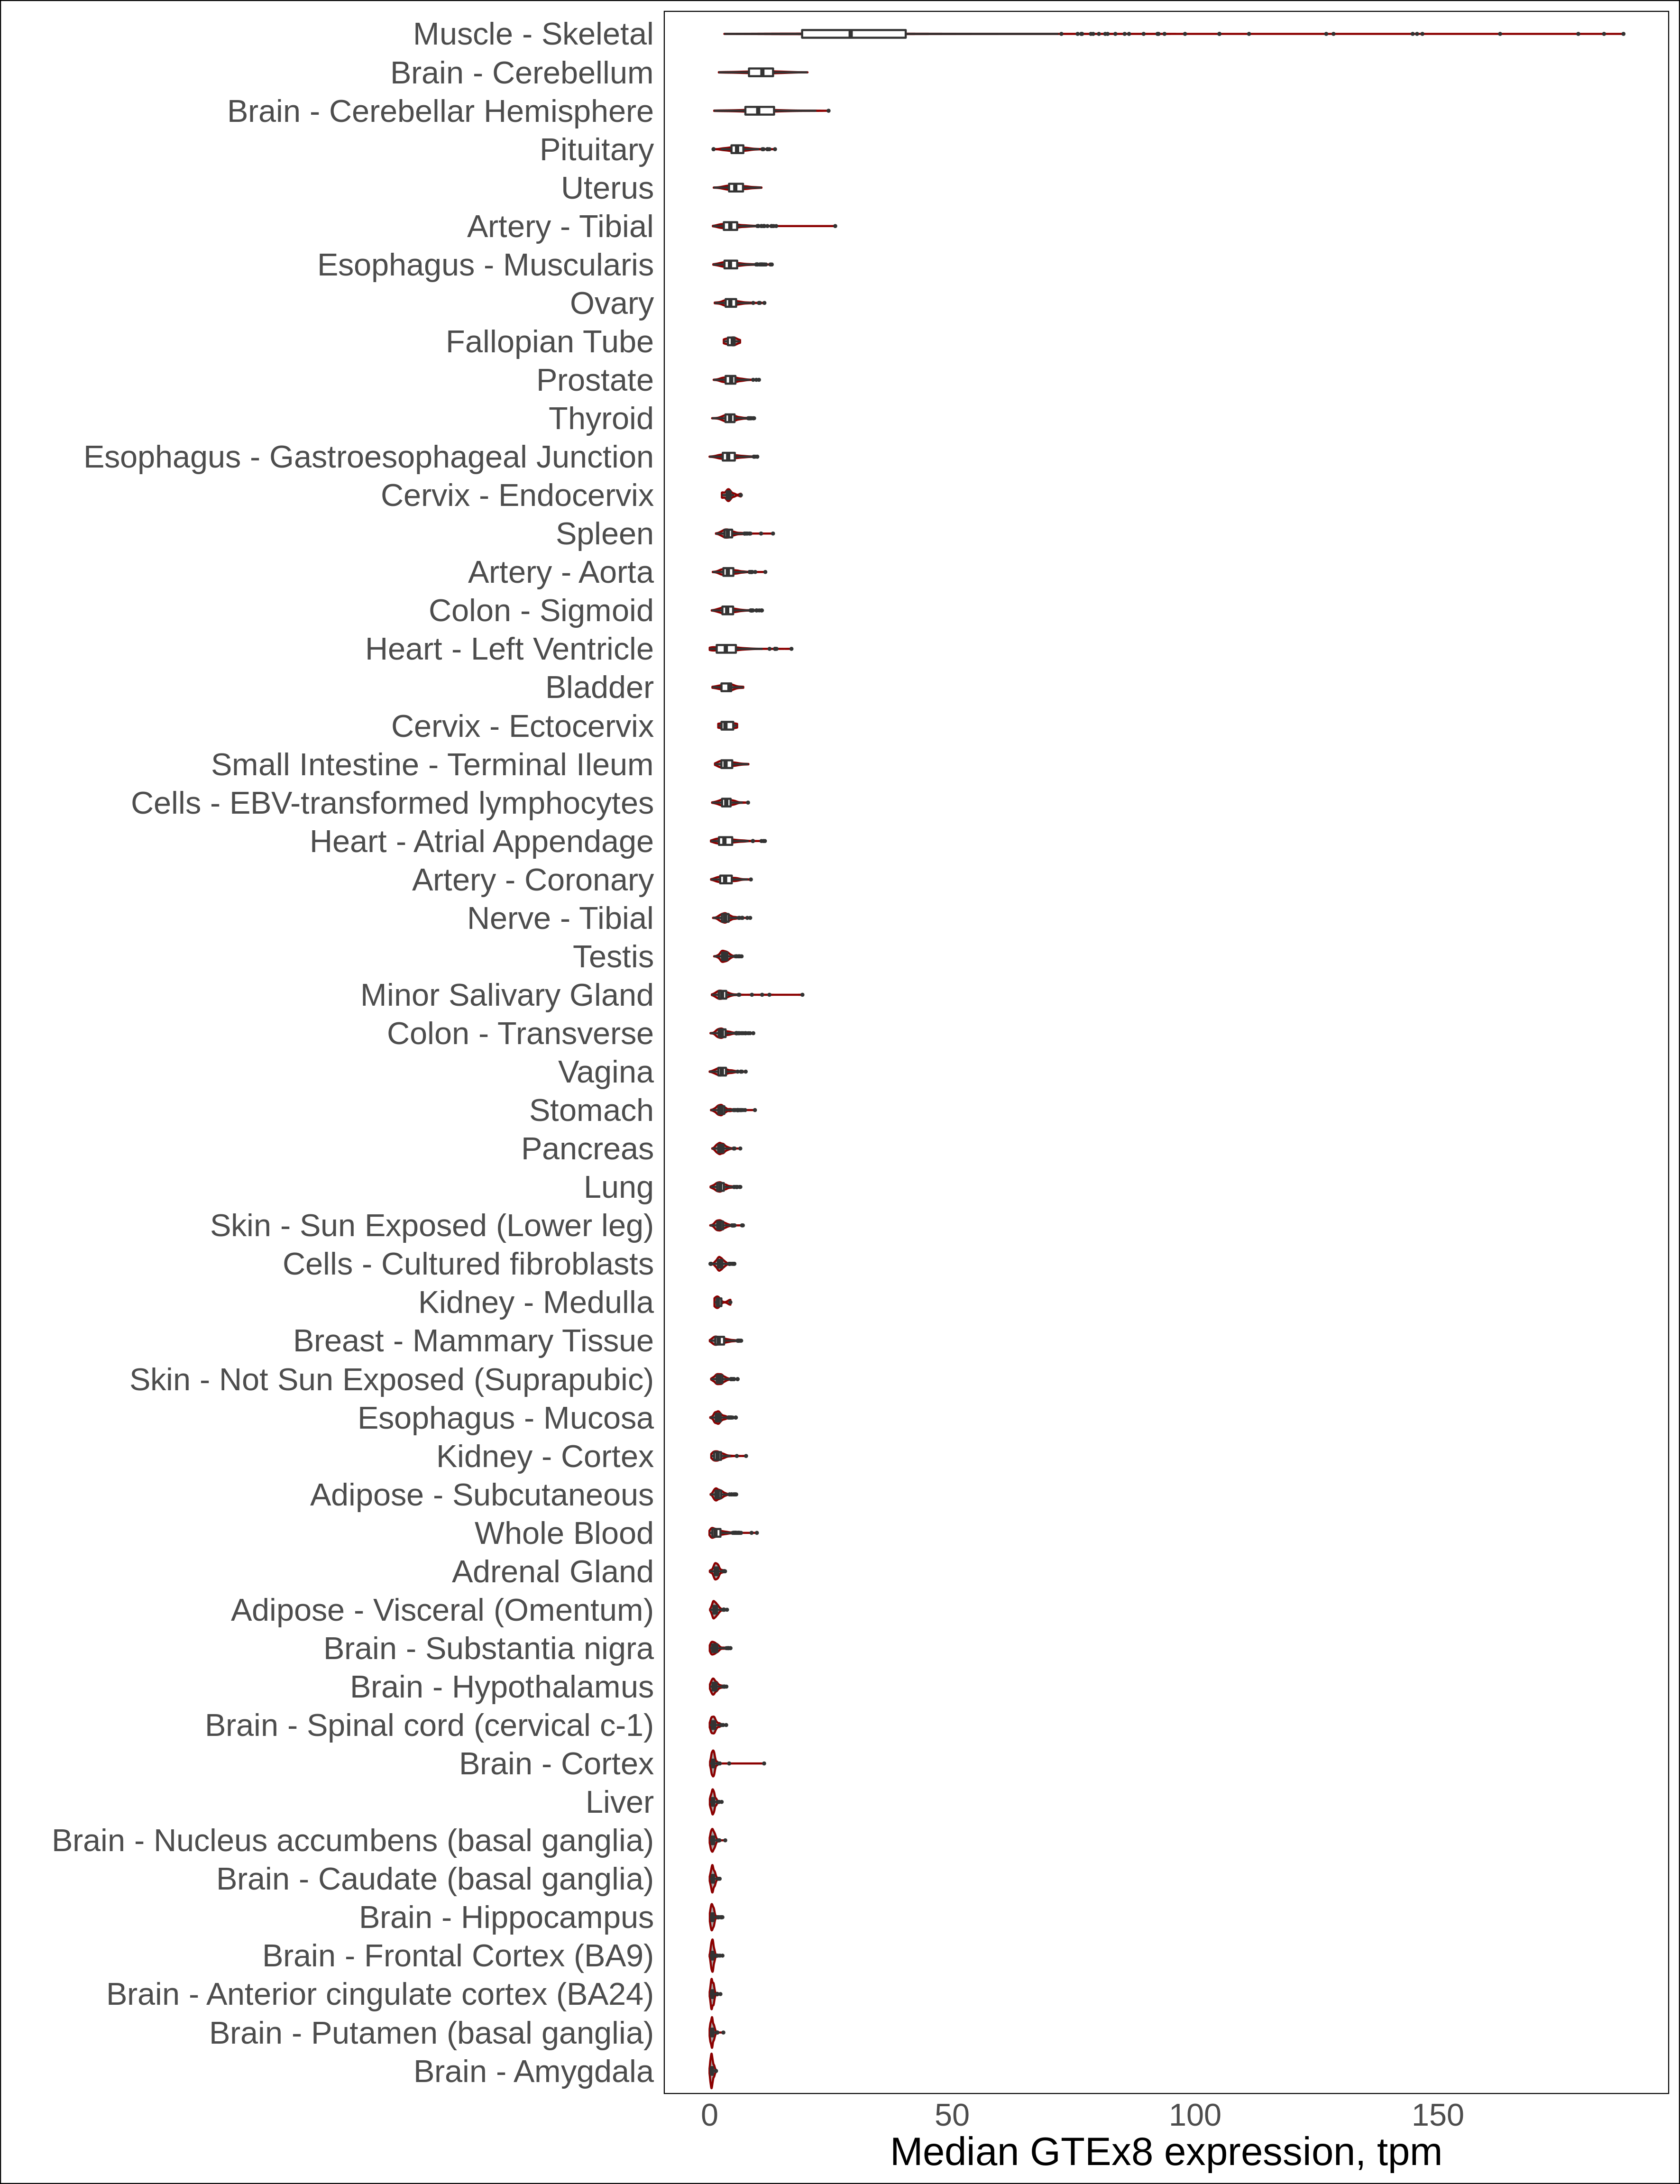 Muscle - Skeletal
Brain - Cerebellum
Brain - Cerebellar Hemisphere
Pituitary
Uterus
Artery - Tibial
Esophagus - Muscularis
Ovary
Fallopian Tube
Prostate
Thyroid
Esophagus - Gastroesophageal Junction
Cervix - Endocervix
Spleen
Artery - Aorta
Colon - Sigmoid
Heart - Left Ventricle
Bladder
Cervix - Ectocervix
Small Intestine - Terminal Ileum
Cells - EBV-transformed lymphocytes
Heart - Atrial Appendage
Artery - Coronary
Nerve - Tibial
Testis
Minor Salivary Gland
Colon - Transverse
Vagina
Stomach
Pancreas
Lung
Skin - Sun Exposed (Lower leg)
Cells - Cultured fibroblasts
Kidney - Medulla
Breast - Mammary Tissue
Skin - Not Sun Exposed (Suprapubic)
Esophagus - Mucosa
Kidney - Cortex
Adipose - Subcutaneous
Whole Blood
Adrenal Gland
Adipose - Visceral (Omentum)
Brain - Substantia nigra
Brain - Hypothalamus
Brain - Spinal cord (cervical c-1)
Brain - Cortex
Liver
Brain - Nucleus accumbens (basal ganglia)
Brain - Caudate (basal ganglia)
Brain - Hippocampus
Brain - Frontal Cortex (BA9)
Brain - Anterior cingulate cortex (BA24)
Brain - Putamen (basal ganglia)
Brain - Amygdala
0 50 100 150
Median GTEx8 expression, tpm